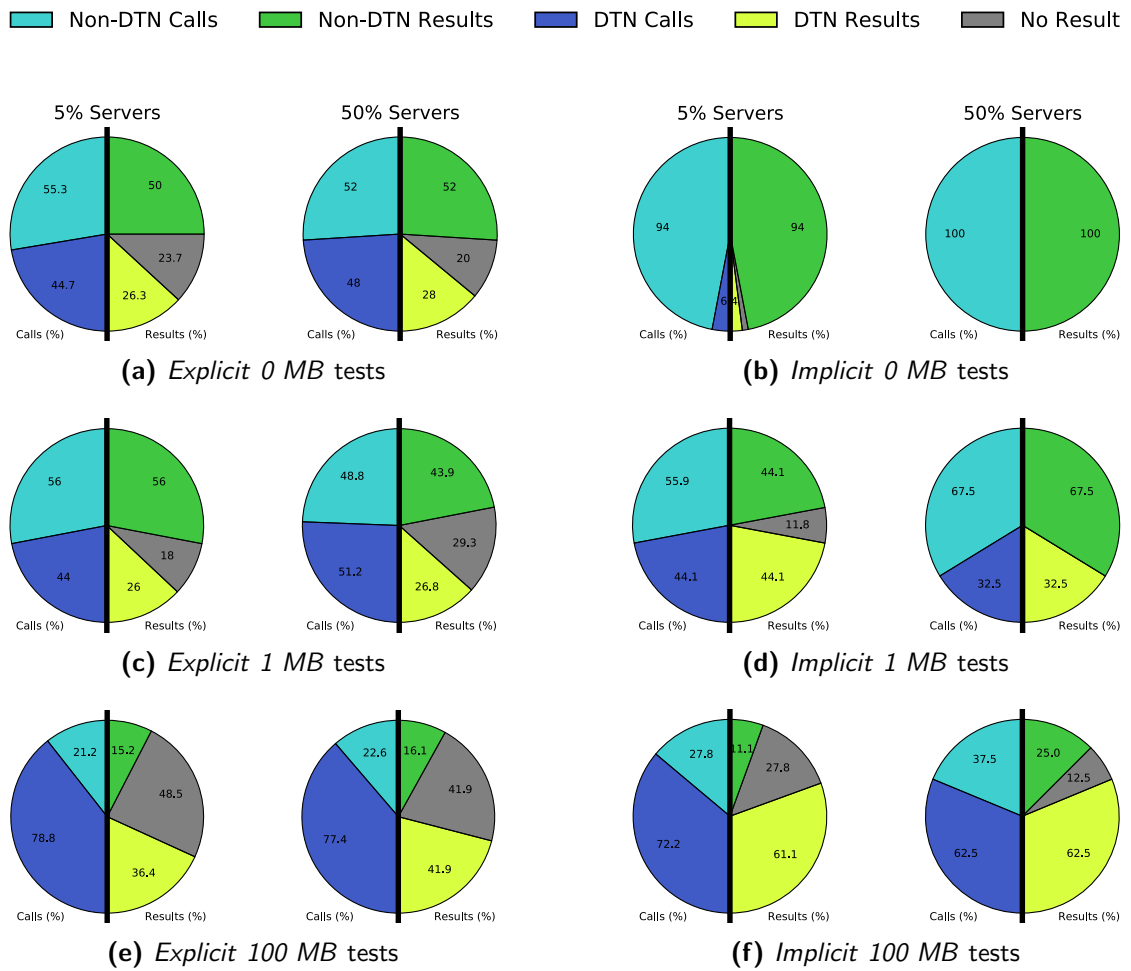 Non-DTN Calls Non-DTN Results DTN Calls DTN Results No Result
5% Servers 50% Servers 5% Servers 50% Servers
55.3 50 52 52 94 94 100 100
44.7 26.3 23.7 48 28 20 6 4
Calls (%) Results (%) Calls (%) Results (%) Calls (%) Results (%) Calls (%) Results (%)
(a) Explicit 0 MB tests (b) Implicit 0 MB tests
56 56 48.8 43.9 55.9 44.1 67.5 67.5
44 26 18 51.2 26.8 29.3 44.1 44.1 11.8 32.5 32.5
Calls (%) Results (%) Calls (%) Results (%) Calls (%) Results (%) Calls (%) Results (%)
(c) Explicit 1 MB tests (d) Implicit 1 MB tests
21.2 15.2 22.6 16.1 27.8 11.1 27.8 37.5 25.0 12.5
78.8 36.4 48.5 77.4 41.9 41.9 72.2 61.1 62.5 62.5
Calls (%) Results (%) Calls (%) Results (%) Calls (%) Results (%) Calls (%) Results (%)
(e) Explicit 100 MB tests (f) Implicit 100 MB tests